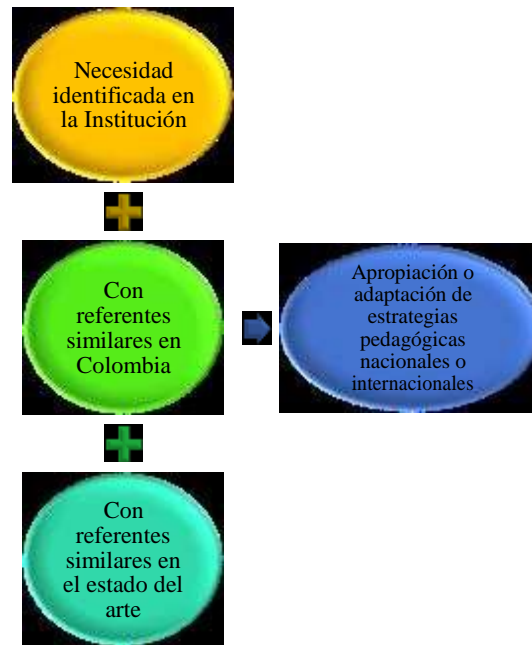 Necesidad
identificada en
la Institución
Con
referentes
similares en
Colombia
Apropiación o
adaptación de
estrategias
pedagógicas
nacionales o
internacionales
Con
referentes
similares en
el estado del
arte